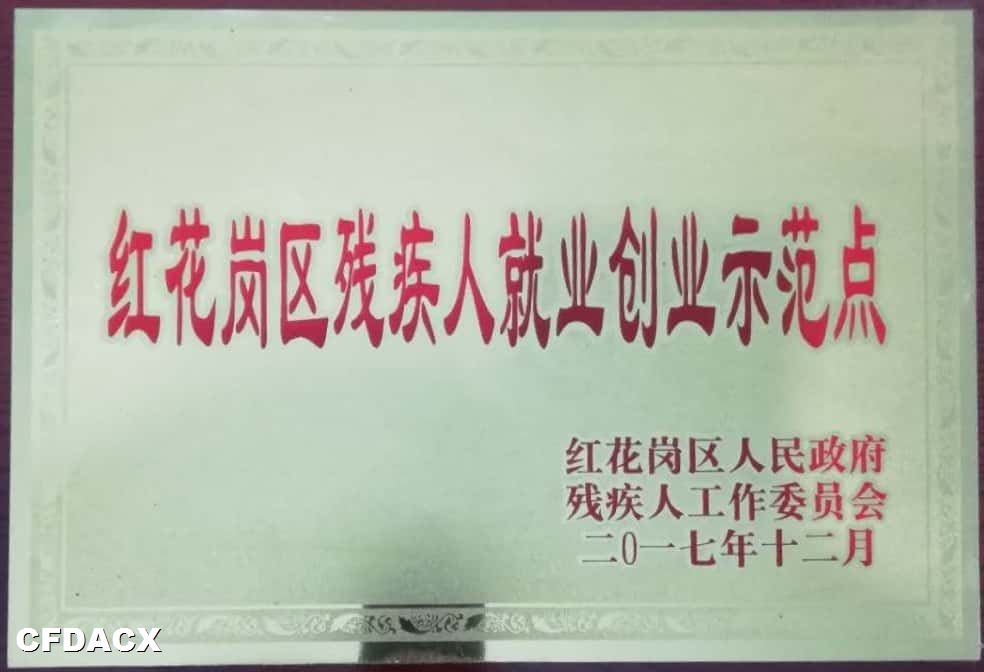 红花岗区残疾人就业创业示范点
红花岗区人民政府
残疾人工作委员会
二0一七年十二月
CFDACX